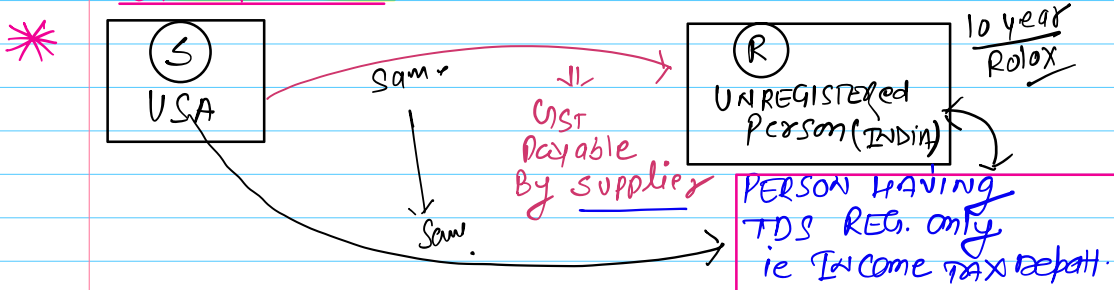 S
USA
Same
⇓
GST
Payable
By supplier
R
UNREGISTERed
Person (INDIA)
10 year
Rolox
Same
PERSON HAVING
TDS REG. only
ie INCome TAX Depatt.